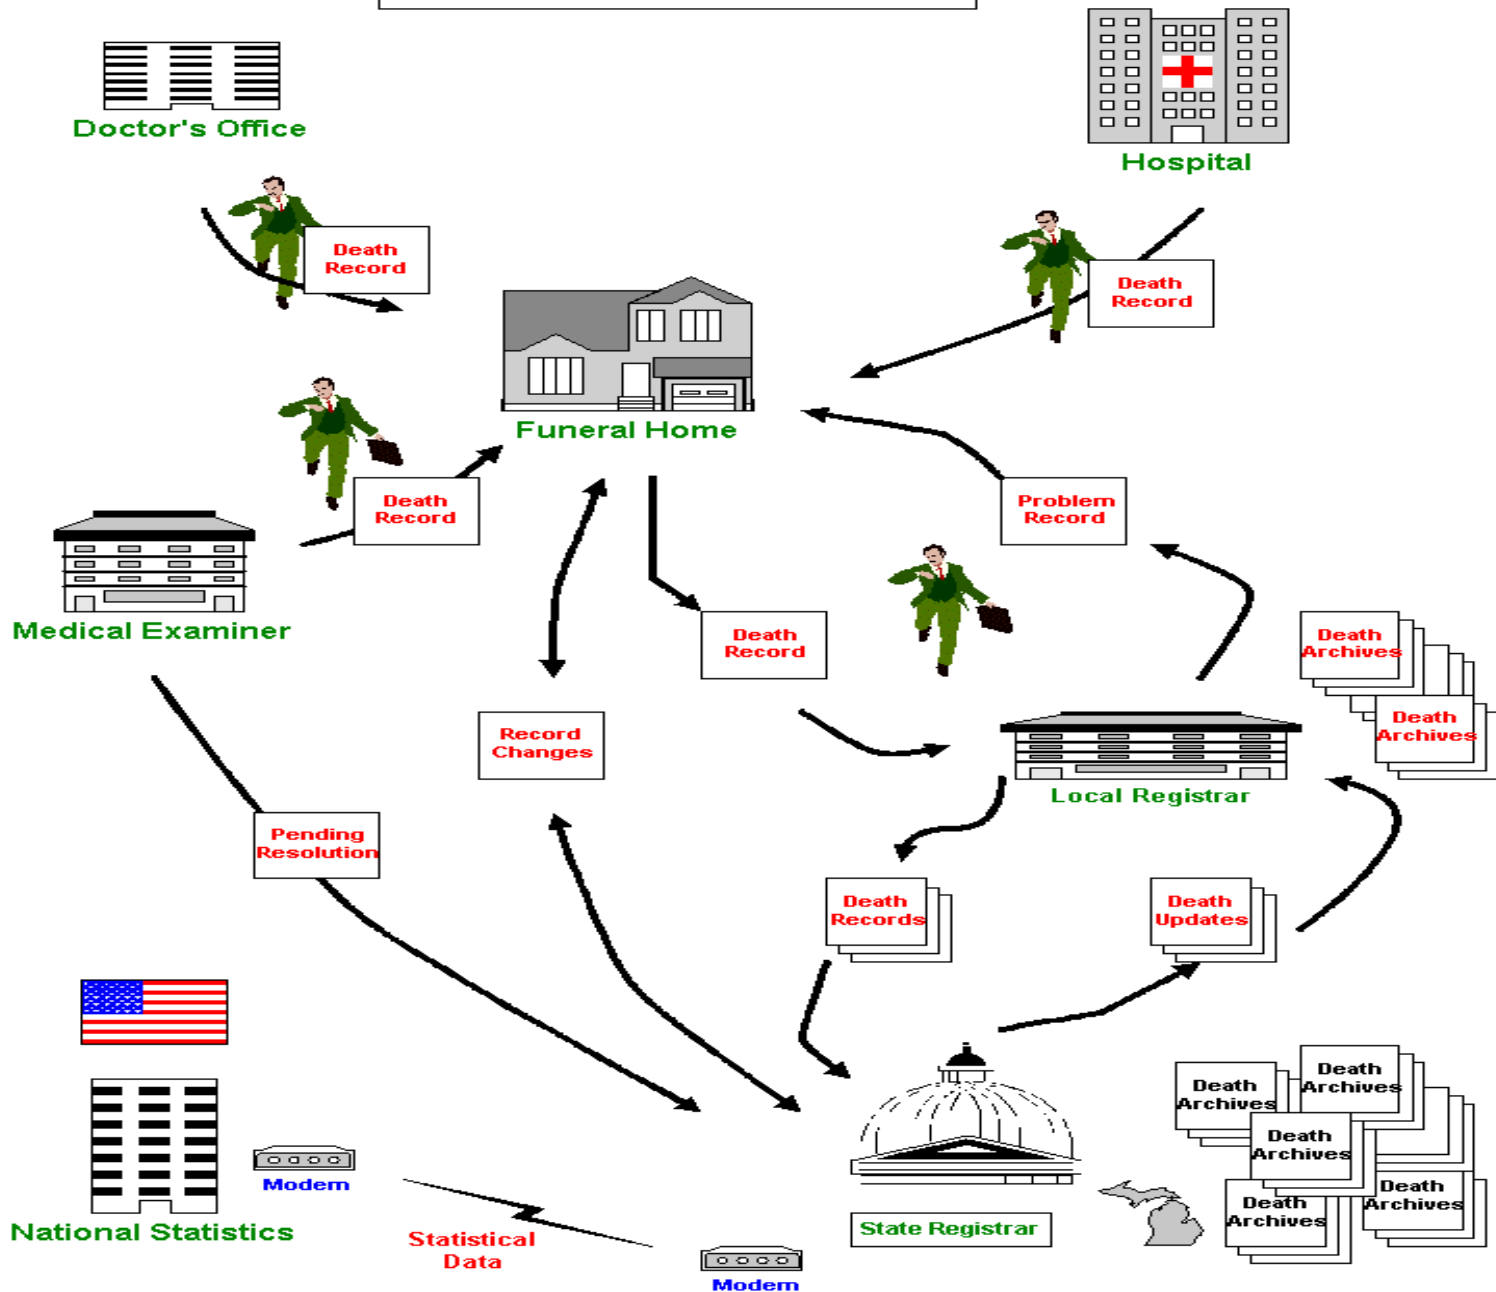 Doctor's Office
Hospital
Death
Record
Death
Record
Funeral Home
Death
Record
Problem
Record
Medical Examiner
Death
Record
Death
Archives
Death
Archives
Record
Changes
Local Registrar
Pending
Resolution
Death
Records
Death
Updates
Death
Archives
Death
Archives
Death
Archives
Death
Archives
Death
Archives
Modem
National Statistics
Statistical
Data
State Registrar
Modem